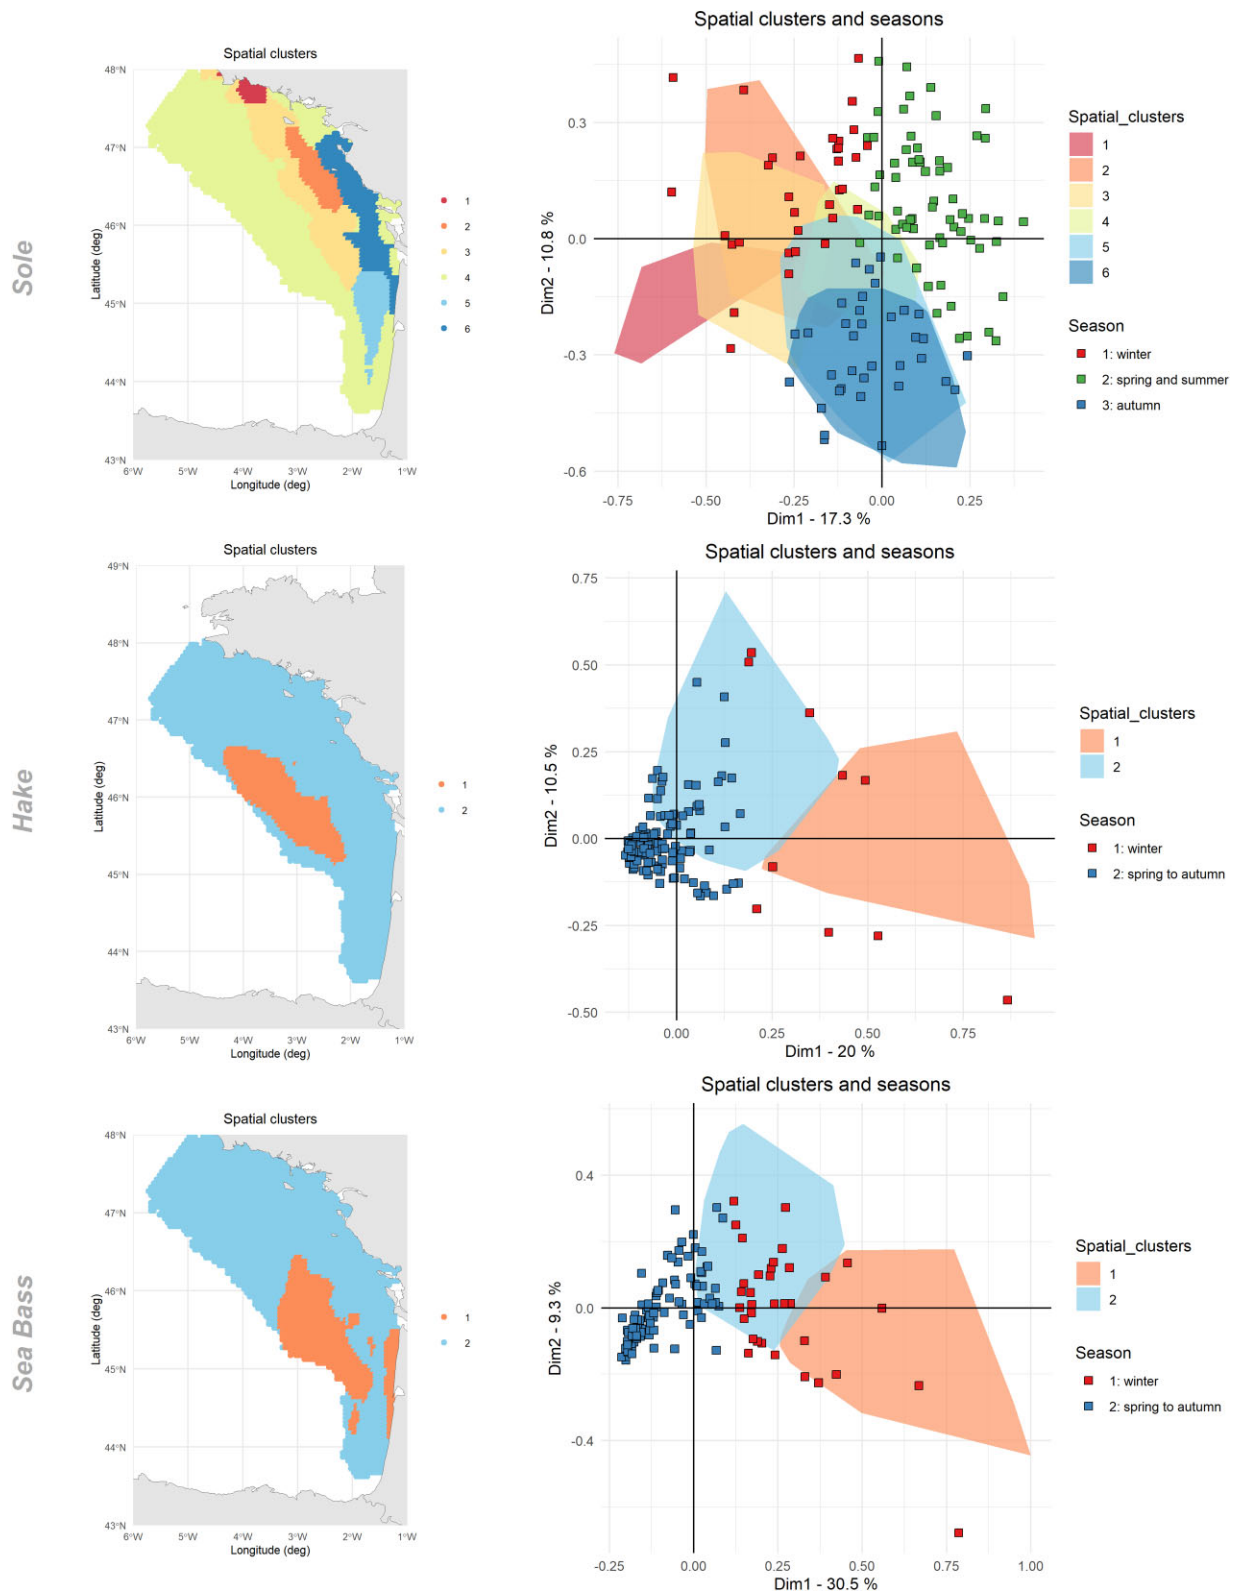 Sole
Spatial clusters
48°N
47°N
46°N
45°N
44°N
43°N
Latitude (deg)
6°W 5°W 4°W 3°W 2°W 1°W
Longitude (deg)
1
2
3
4
5
6
Spatial clusters and seasons
0.3
0.0
-0.3
-0.6
Dim2 - 10.8 %
-0.75 -0.50 -0.25 0.00 0.25
Dim1 - 17.3 %
Spatial_clusters
1
2
3
4
5
6
Season
1: winter
2: spring and summer
3: autumn
Hake
Spatial clusters
49°N
48°N
47°N
46°N
45°N
44°N
43°N
Latitude (deg)
6°W 5°W 4°W 3°W 2°W 1°W
Longitude (deg)
1
2
Spatial clusters and seasons
0.75
0.50
0.25
0.00
-0.25
-0.50
Dim2 - 10.5 %
0.00 0.25 0.50 0.75
Dim1 - 20 %
Spatial_clusters
1
2
Season
1: winter
2: spring to autumn
Sea Bass
Spatial clusters
48°N
47°N
46°N
45°N
44°N
43°N
Latitude (deg)
6°W 5°W 4°W 3°W 2°W 1°W
Longitude (deg)
1
2
Spatial clusters and seasons
0.4
0.0
-0.4
Dim2 - 9.3 %
-0.25 0.00 0.25 0.50 0.75 1.00
Dim1 - 30.5 %
Spatial_clusters
1
2
Season
1: winter
2: spring to autumn